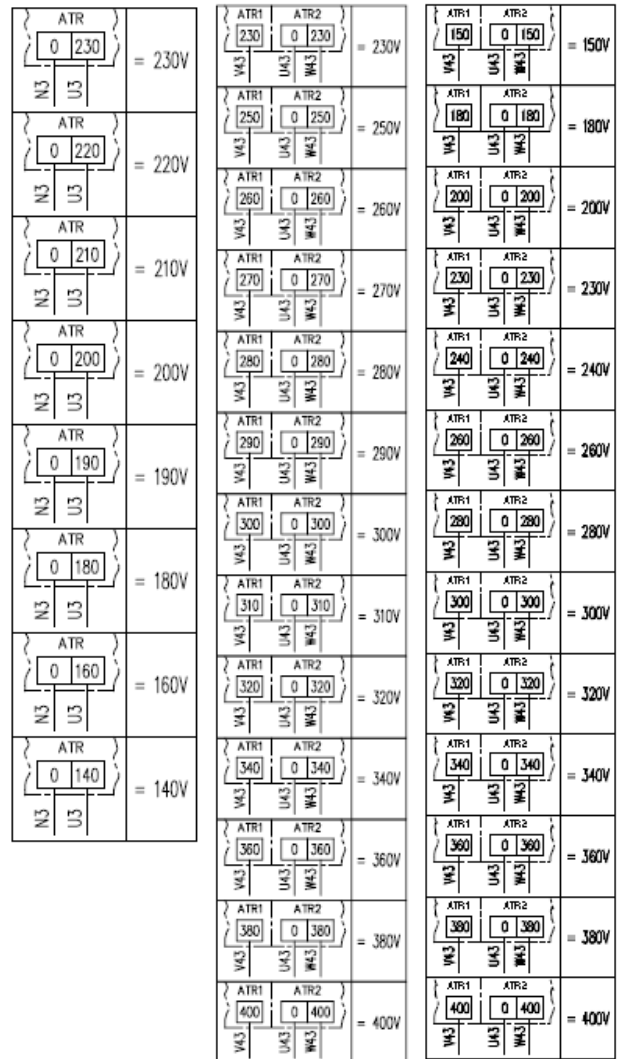 ATR
0 230
= 230V
N3 U3
ATR
0 220
= 220V
N3 U3
ATR
0 210
= 210V
N3 U3
ATR
0 200
= 200V
N3 U3
ATR
0 190
= 190V
N3 U3
ATR
0 180
= 180V
N3 U3
ATR
0 160
= 160V
N3 U3
ATR
0 140
= 140V
N3 U3
ATR1 ATR2
230 0 230
= 230V
V43 U43 W43
ATR1 ATR2
250 0 250
= 250V
V43 U43 W43
ATR1 ATR2
260 0 260
= 260V
V43 U43 W43
ATR1 ATR2
270 0 270
= 270V
V43 U43 W43
ATR1 ATR2
280 0 280
= 280V
V43 U43 W43
ATR1 ATR2
290 0 290
= 290V
V43 U43 W43
ATR1 ATR2
300 0 300
= 300V
V43 U43 W43
ATR1 ATR2
310 0 310
= 310V
V43 U43 W43
ATR1 ATR2
320 0 320
= 320V
V43 U43 W43
ATR1 ATR2
340 0 340
= 340V
V43 U43 W43
ATR1 ATR2
360 0 360
= 360V
V43 U43 W43
ATR1 ATR2
380 0 380
= 380V
V43 U43 W43
ATR1 ATR2
400 0 400
= 400V
V43 U43 W43
ATR1 ATR2
150 0 150
= 150V
V43 U43 W43
ATR1 ATR2
180 0 180
= 180V
V43 U43 W43
ATR1 ATR2
200 0 200
= 200V
V43 U43 W43
ATR1 ATR2
230 0 230
= 230V
V43 U43 W43
ATR1 ATR2
240 0 240
= 240V
V43 U43 W43
ATR1 ATR2
260 0 260
= 260V
V43 U43 W43
ATR1 ATR2
280 0 280
= 280V
V43 U43 W43
ATR1 ATR2
300 0 300
= 300V
V43 U43 W43
ATR1 ATR2
320 0 320
= 320V
V43 U43 W43
ATR1 ATR2
340 0 340
= 340V
V43 U43 W43
ATR1 ATR2
360 0 360
= 360V
V43 U43 W43
ATR1 ATR2
380 0 380
= 380V
V43 U43 W43
ATR1 ATR2
400 0 400
= 400V
V43 U43 W43